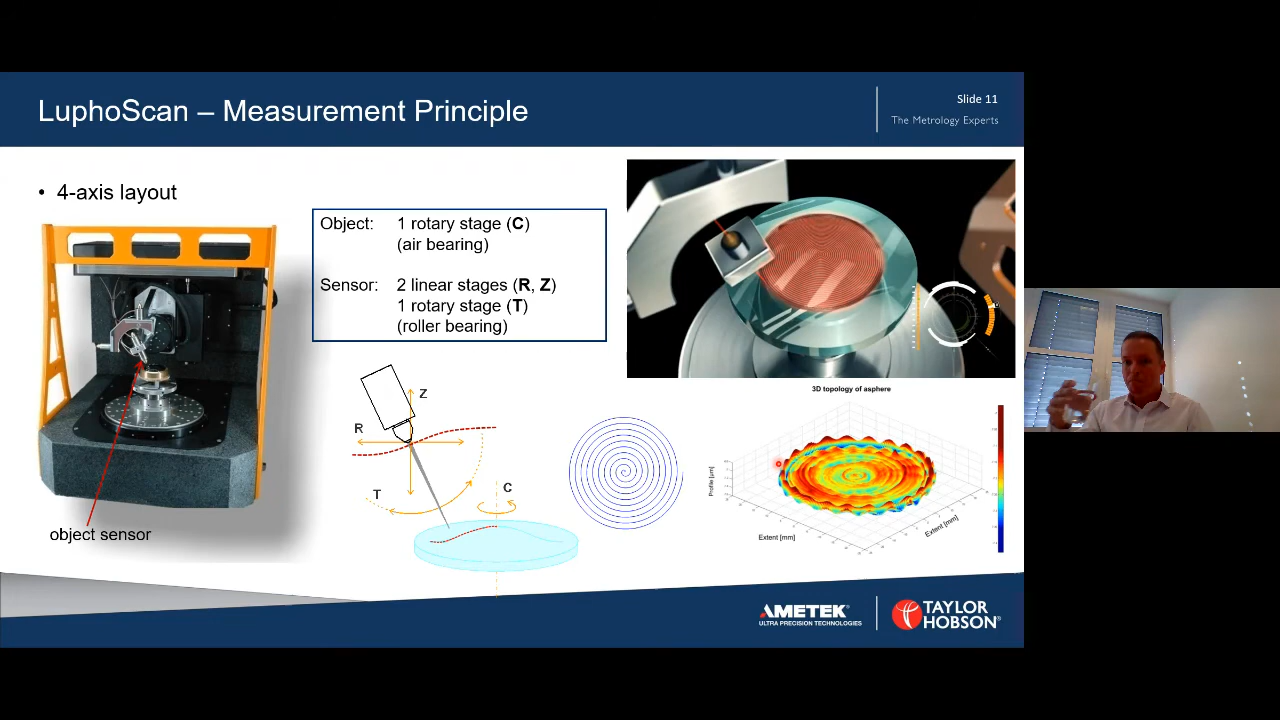 LuphoScan – Measurement Principle
Slide 11
The Metrology Experts
• 4-axis layout
Object: 1 rotary stage (C)
(air bearing)
Sensor: 2 linear stages (R, Z)
1 rotary stage (T)
(roller bearing)
object sensor
Z
R
T
C
3D topology of asphere
Profile [µm]
Extent [mm]
Extent [mm]
AMETEK®
ULTRA PRECISION TECHNOLOGIES
TAYLOR
HOBSON®